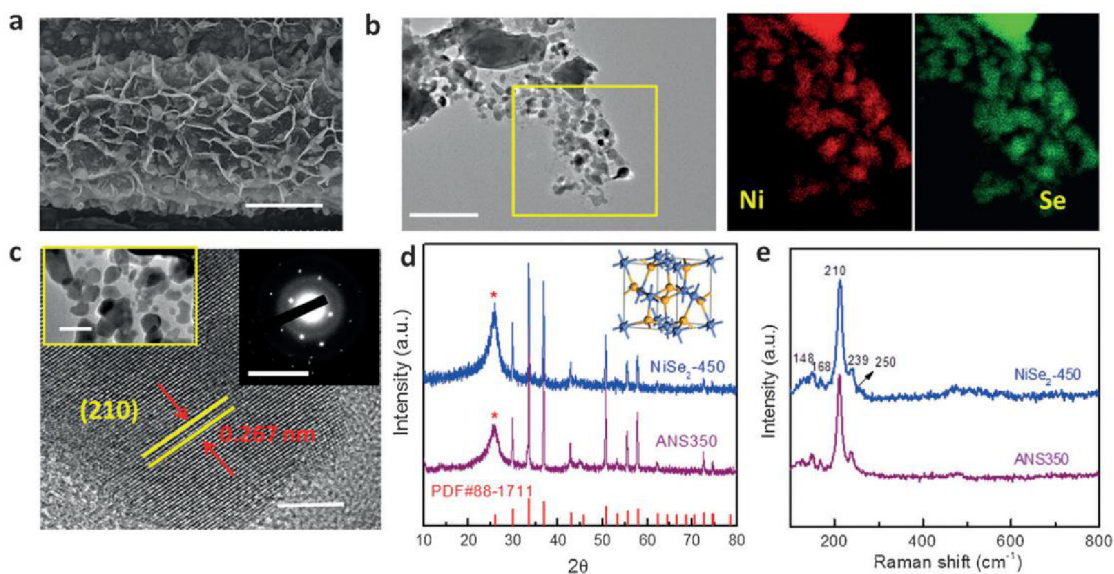 a
b
Ni
Se
c
(210)
0.267 nm
d
Intensity (a.u.)
*
NiSe₂-450
*
ANS350
PDF#88-1711
10 20 30 40 50 60 70 80
2θ
e
Intensity (a.u.)
210
148
168
239
250
NiSe₂-450
ANS350
200 400 600 800
Raman shift (cm⁻¹)